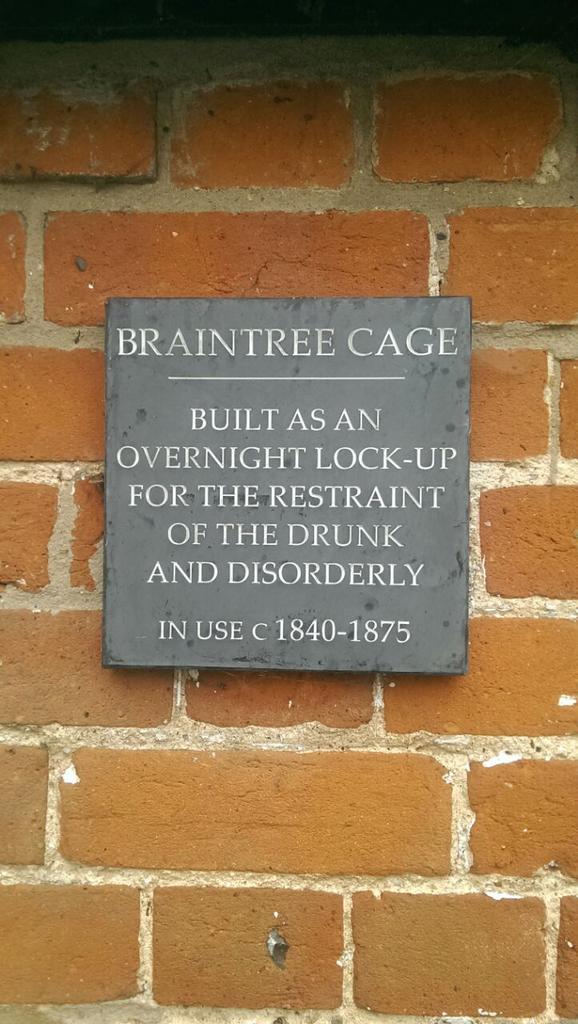 BRAINTREE CAGE
BUILT AS AN
OVERNIGHT LOCK-UP
FOR THE RESTRAINT
OF THE DRUNK
AND DISORDERLY
IN USE C 1840-1875